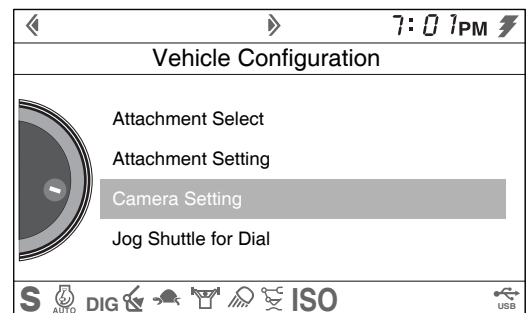 7:01PM
Vehicle Configuration
Attachment Select
Attachment Setting
Camera Setting
Jog Shuttle for Dial
S AUTO DIG ISO USB